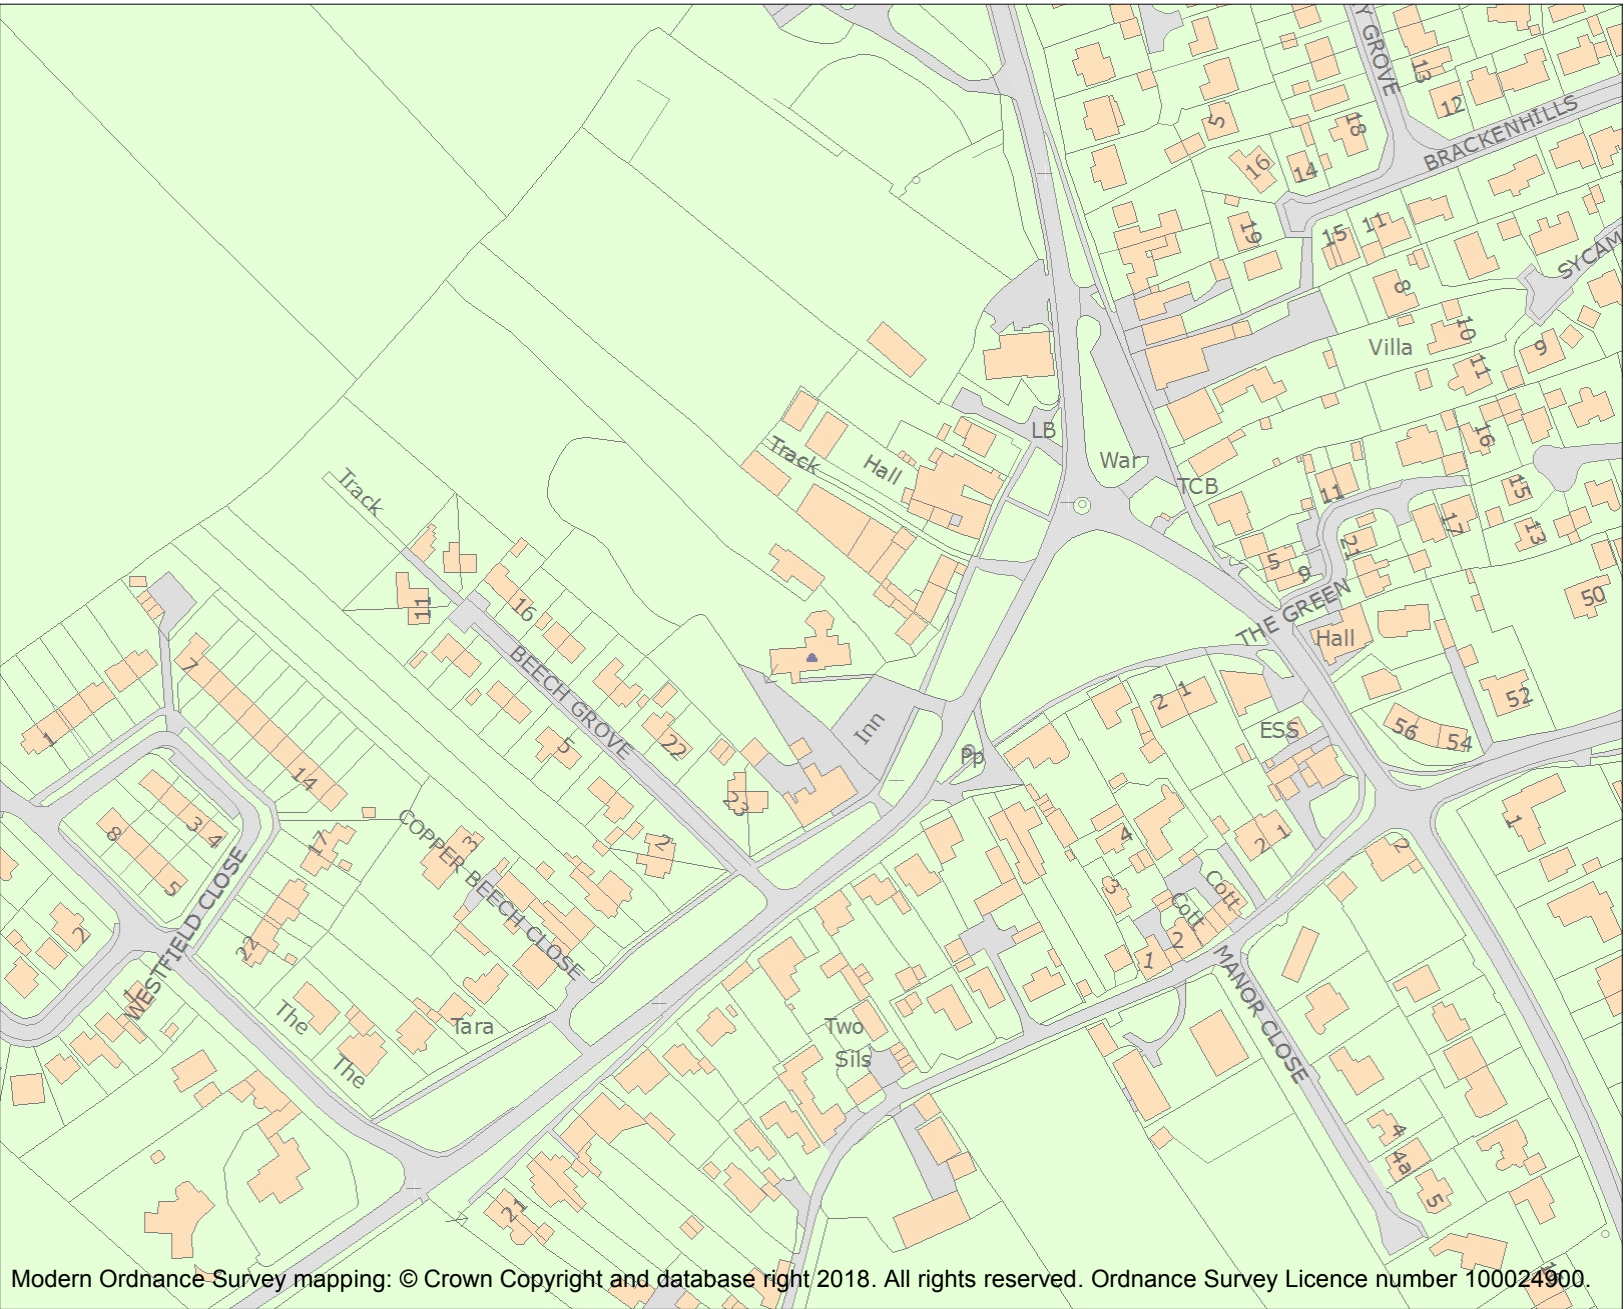 Y GROVE
13
12
BRACKENHILLS
5
18
16
14
19
15
11
SYCAM
8
10
Villa
11
9
LB
Track
Hall
War
16
TCB
Track
11
15
17
13
21
5
9
50
11
16
THE GREEN
Hall
BEECH GROVE
7
2
1
52
1
Inn
ESS
56
54
5
22
Pp
14
23
8
3
4
17
3
2
4
2
1
2
1
5
COPPER BEECH CLOSE
3
Cott
Cott
WESTFIELD CLOSE
2
22
2
1
MANOR CLOSE
1
The
Tara
Two
Sils
The
4
4a
5
21
Modern Ordnance Survey mapping: © Crown Copyright and database right 2018. All rights reserved. Ordnance Survey Licence number 100024900.